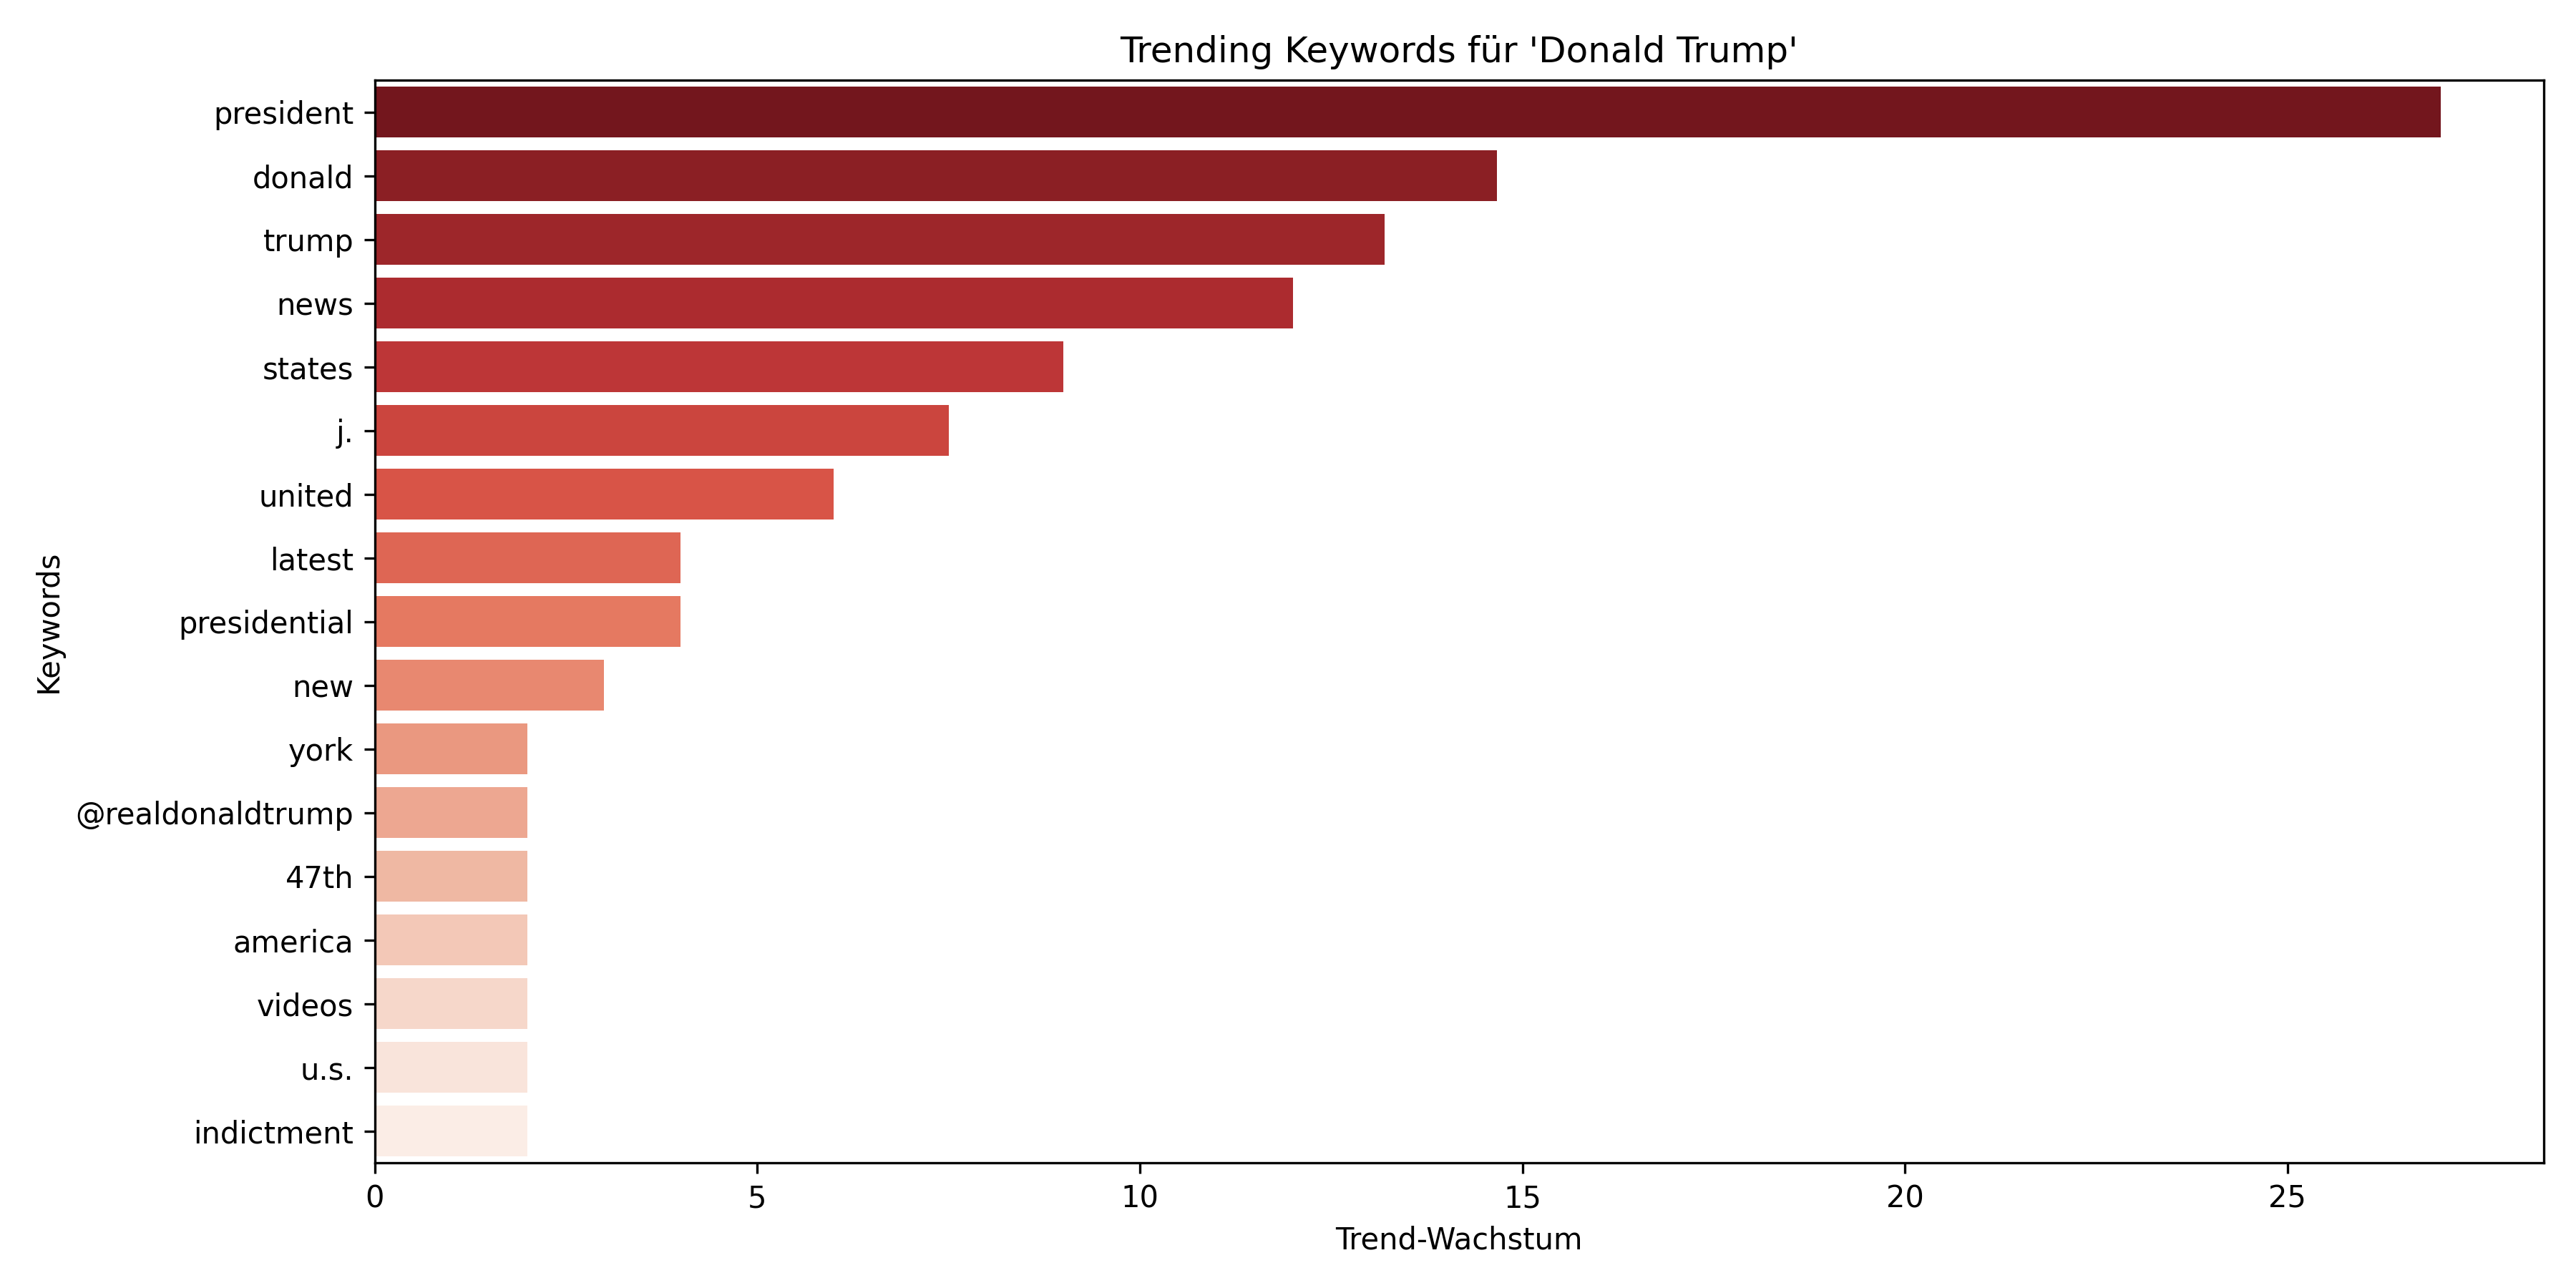 Trending Keywords für 'Donald Trump'
president
donald
trump
news
states
j.
united
latest
presidential
new
york
@realdonaldtrump
47th
america
videos
u.s.
indictment
Keywords
0 5 10 15 20 25
Trend-Wachstum